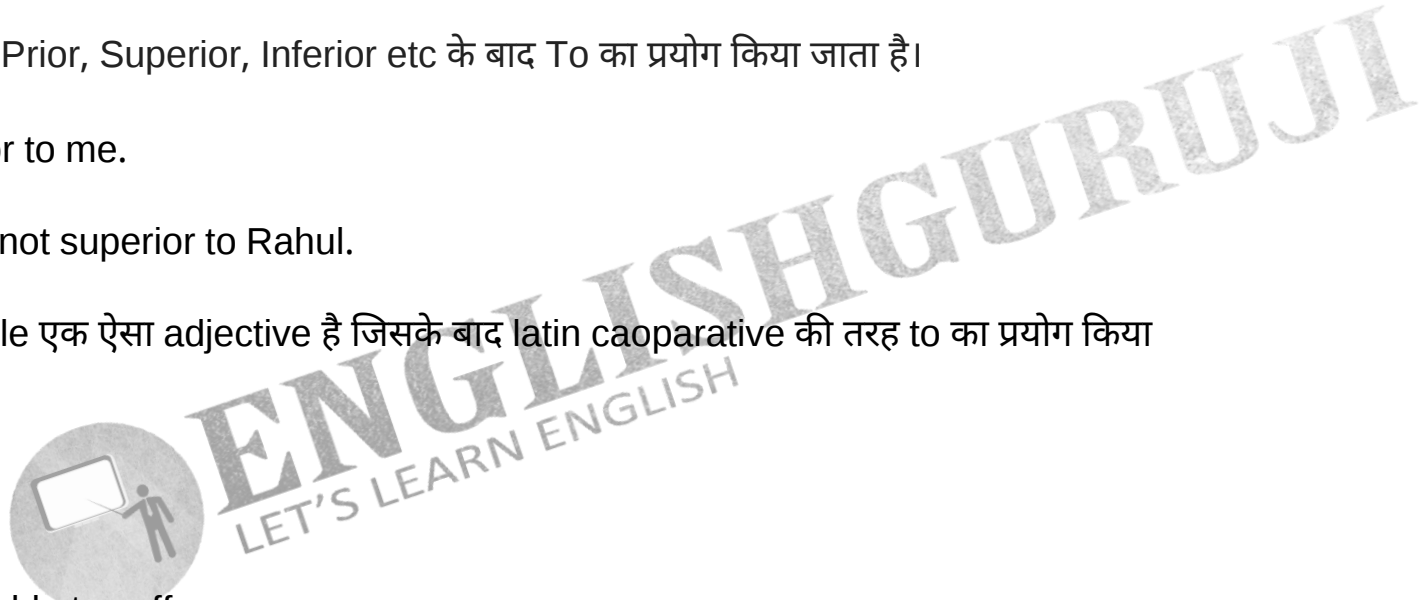 Prior, Superior, Inferior etc के बाद To का प्रयोग किया जाता है।
r to me.
not superior to Rahul.
le एक ऐसा adjective है जिसके बाद latin caoparative की तरह to का प्रयोग किया
ENGLISHGURUJI
LET'S LEARN ENGLISH